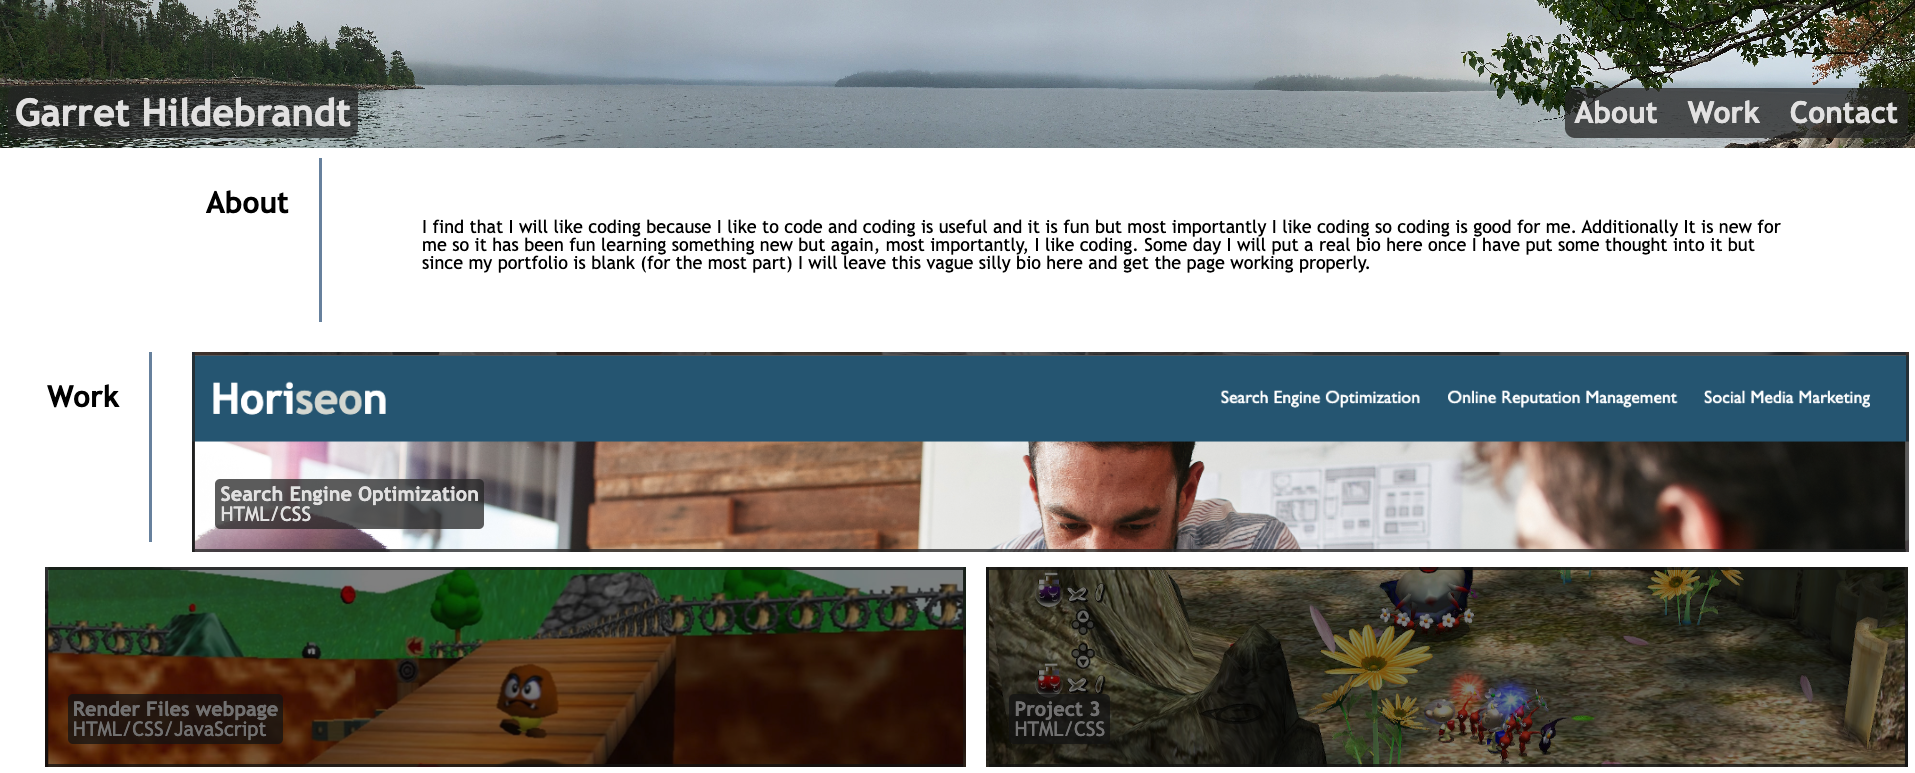 Garret Hildebrandt
About Work Contact
About
I find that I will like coding because I like to code and coding is useful and it is fun but most importantly I like coding so coding is good for me. Additionally It is new for
me so it has been fun learning something new but again, most importantly, I like coding. Some day I will put a real bio here once I have put some thought into it but
since my portfolio is blank (for the most part) I will leave this vague silly bio here and get the page working properly.
Work
Horiseon
Search Engine Optimization Online Reputation Management Social Media Marketing
Search Engine Optimization
HTML/CSS
Render Files webpage
HTML/CSS/JavaScript
Project 3
HTML/CSS